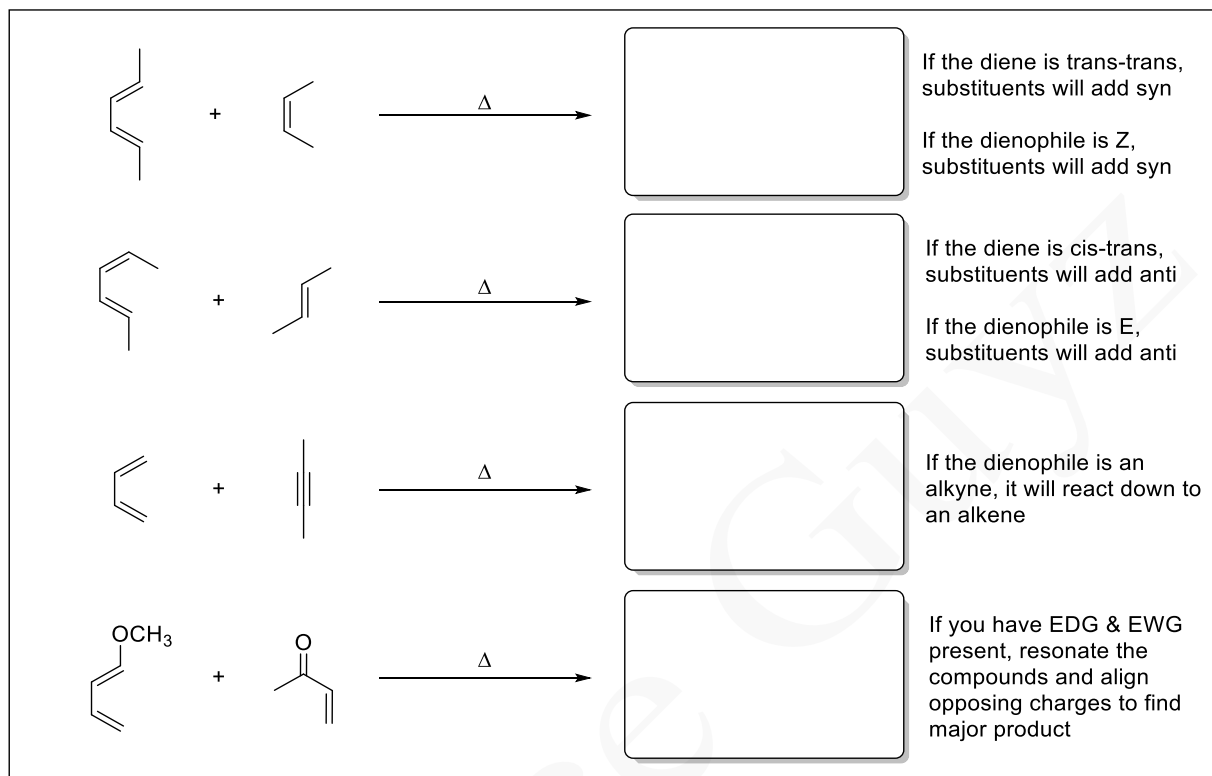 +
Δ
If the diene is trans-trans,
substituents will add syn
If the dienophile is Z,
substituents will add syn
+
Δ
If the diene is cis-trans,
substituents will add anti
If the dienophile is E,
substituents will add anti
+
Δ
If the dienophile is an
alkyne, it will react down to
an alkene
OCH3
+
O
Δ
If you have EDG & EWG
present, resonate the
compounds and align
opposing charges to find
major product
Guyz